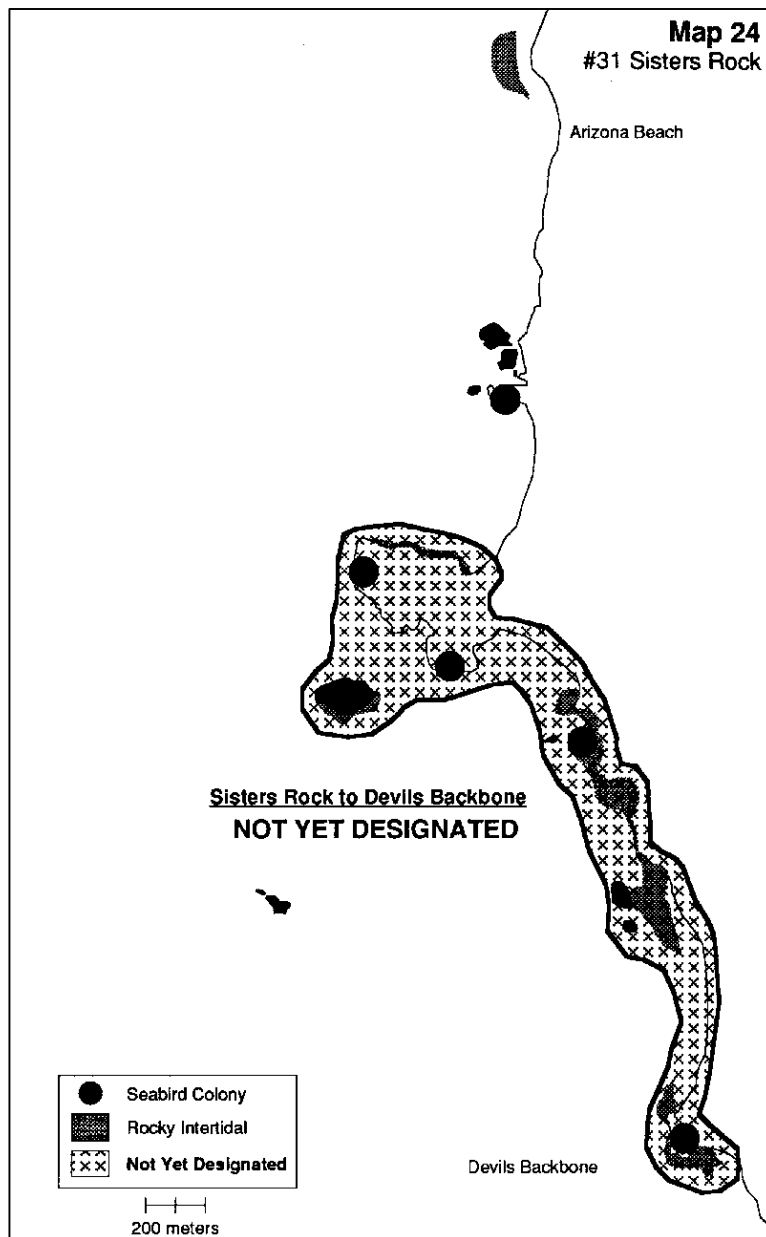 Map 24
#31 Sisters Rock
Arizona Beach
Sisters Rock to Devils Backbone
NOT YET DESIGNATED
Seabird Colony
Rocky Intertidal
Not Yet Designated
Devils Backbone
200 meters